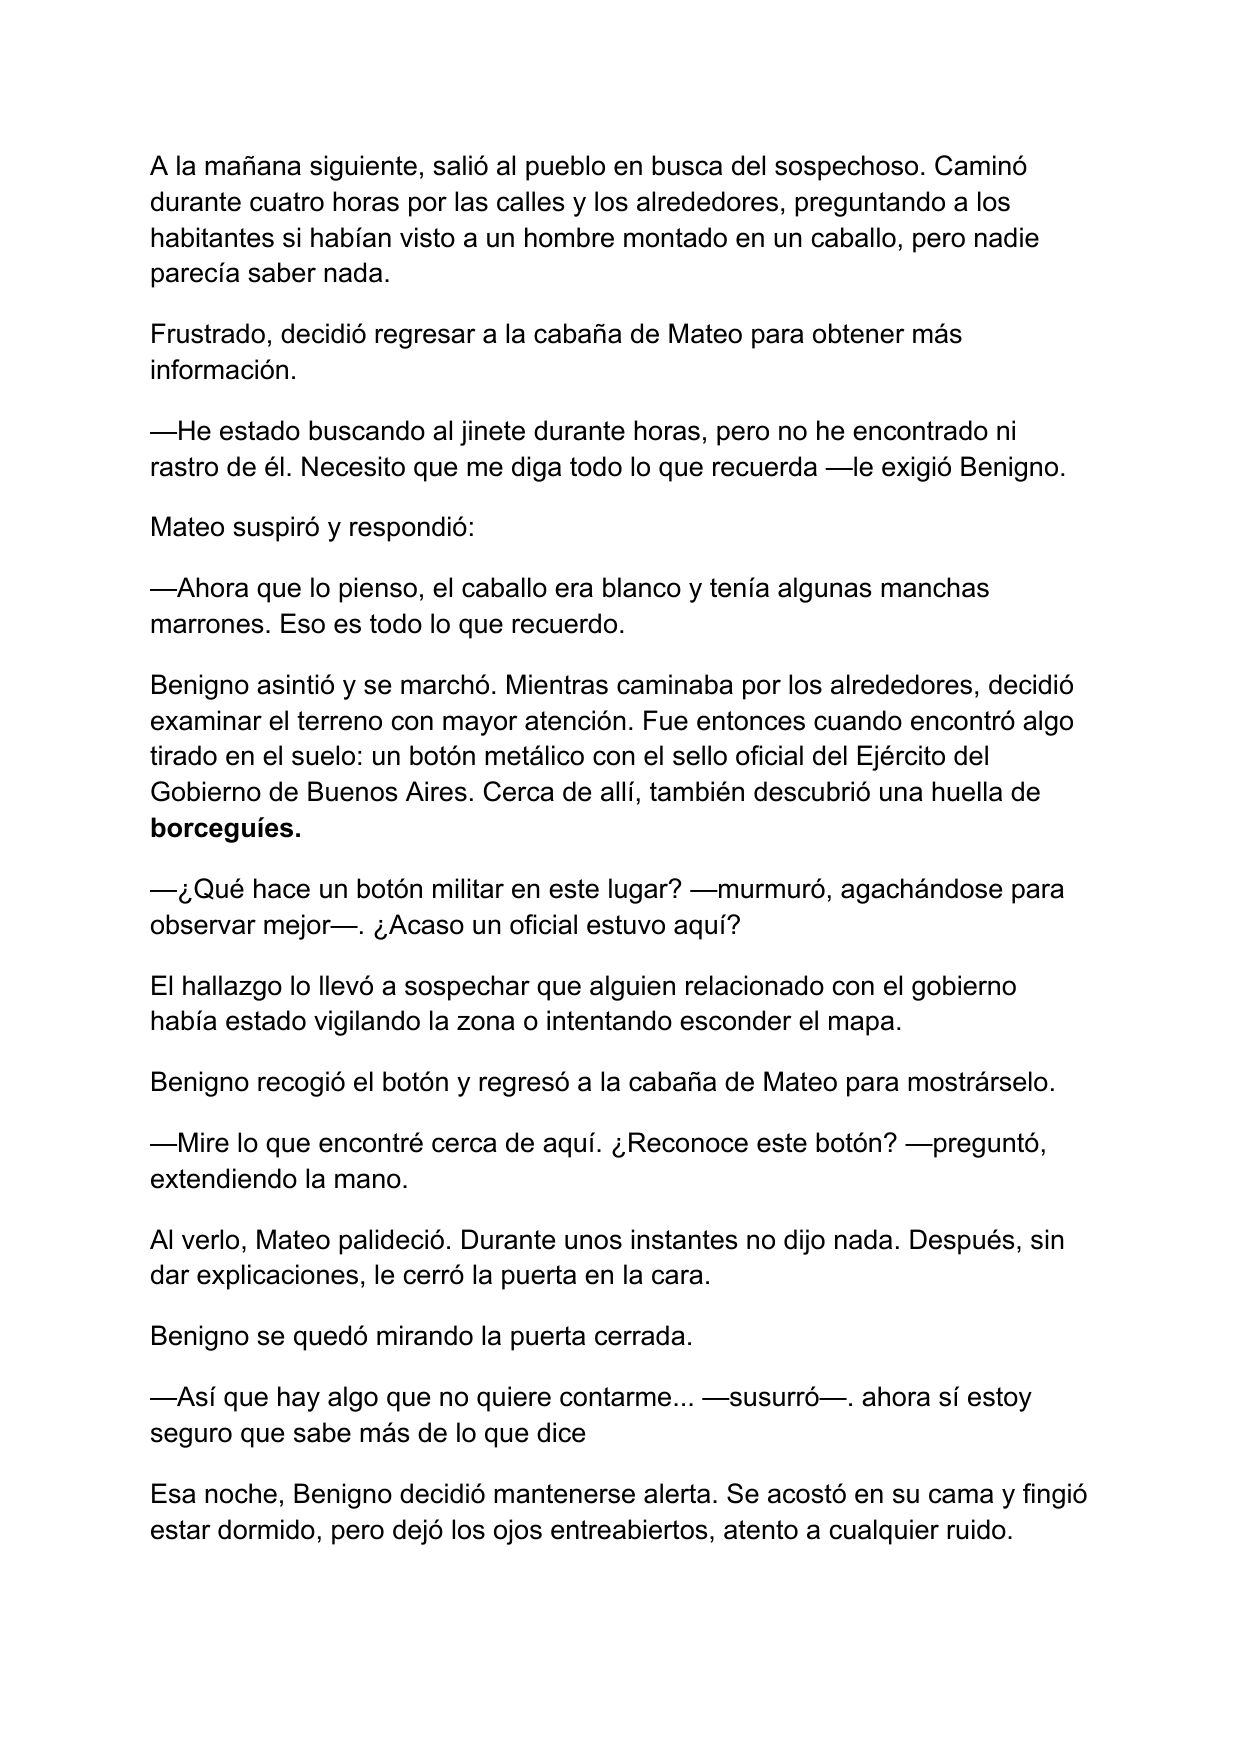 A la mañana siguiente, salió al pueblo en busca del sospechoso. Caminó
durante cuatro horas por las calles y los alrededores, preguntando a los
habitantes si habían visto a un hombre montado en un caballo, pero nadie
parecía saber nada.
Frustrado, decidió regresar a la cabaña de Mateo para obtener más
información.
—He estado buscando al jinete durante horas, pero no he encontrado ni
rastro de él. Necesito que me diga todo lo que recuerda —le exigió Benigno.
Mateo suspiró y respondió:
—Ahora que lo pienso, el caballo era blanco y tenía algunas manchas
marrones. Eso es todo lo que recuerdo.
Benigno asintió y se marchó. Mientras caminaba por los alrededores, decidió
examinar el terreno con mayor atención. Fue entonces cuando encontró algo
tirado en el suelo: un botón metálico con el sello oficial del Ejército del
Gobierno de Buenos Aires. Cerca de allí, también descubrió una huella de
borceguíes.
—¿Qué hace un botón militar en este lugar? —murmuró, agachándose para
observar mejor—. ¿Acaso un oficial estuvo aquí?
El hallazgo lo llevó a sospechar que alguien relacionado con el gobierno
había estado vigilando la zona o intentando esconder el mapa.
Benigno recogió el botón y regresó a la cabaña de Mateo para mostrárselo.
—Mire lo que encontré cerca de aquí. ¿Reconoce este botón? —preguntó,
extendiendo la mano.
Al verlo, Mateo palideció. Durante unos instantes no dijo nada. Después, sin
dar explicaciones, le cerró la puerta en la cara.
Benigno se quedó mirando la puerta cerrada.
—Así que hay algo que no quiere contarme... —susurró—. ahora sí estoy
seguro que sabe más de lo que dice
Esa noche, Benigno decidió mantenerse alerta. Se acostó en su cama y fingió
estar dormido, pero dejó los ojos entreabiertos, atento a cualquier ruido.